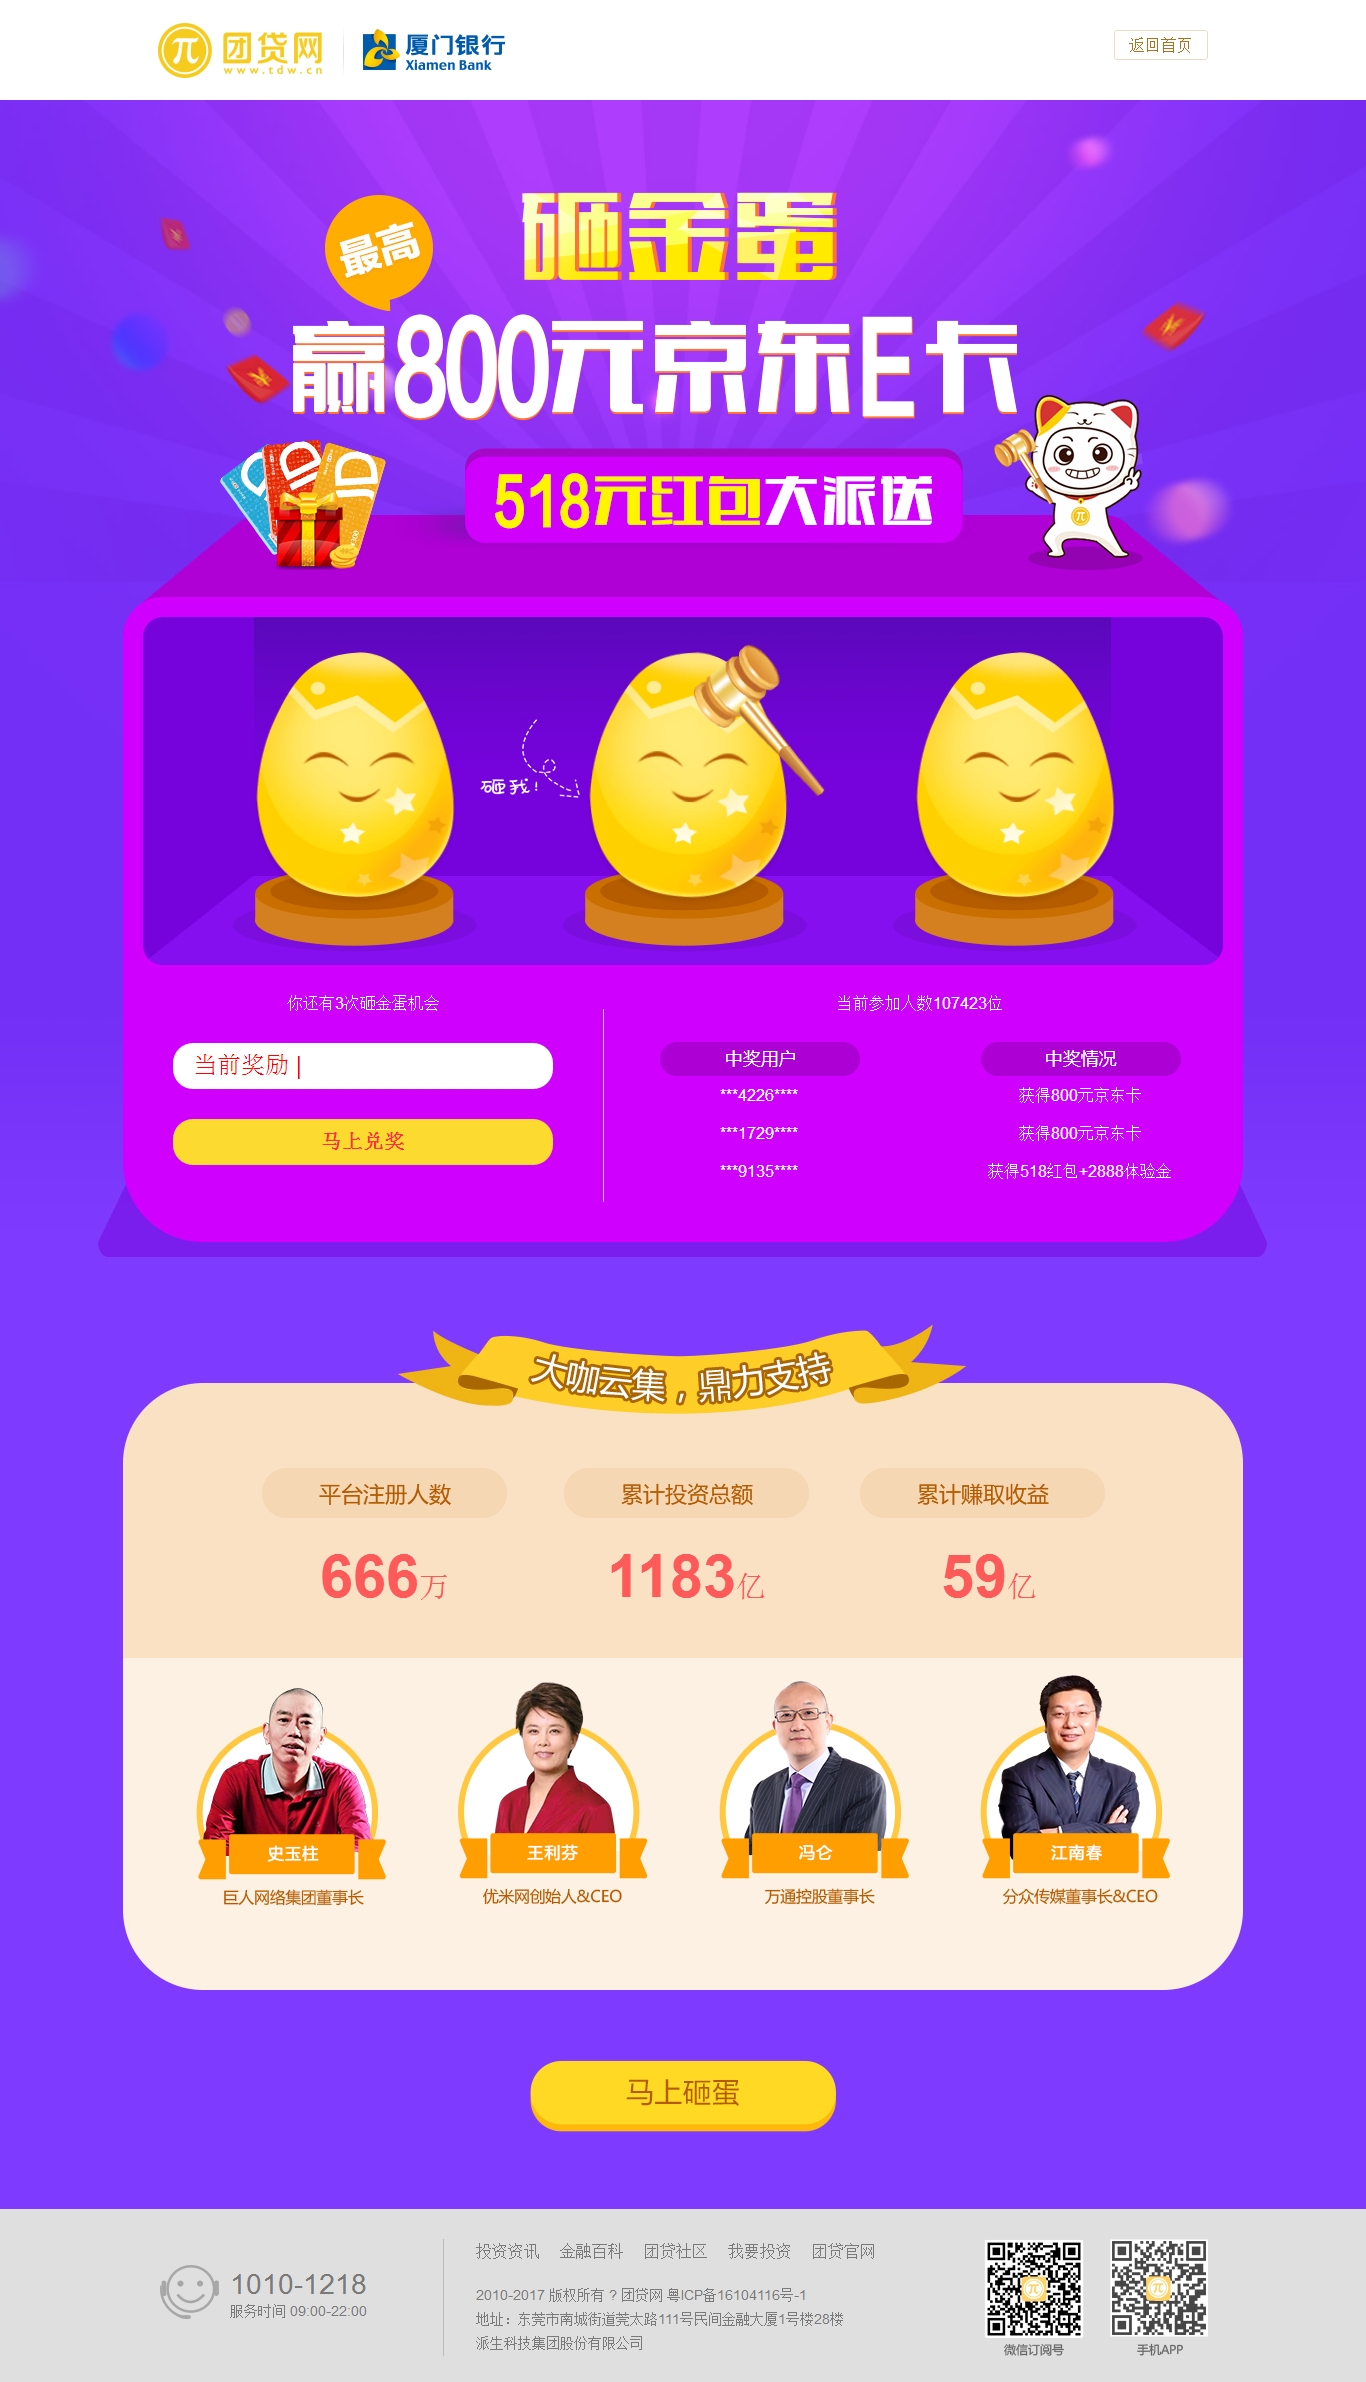 团贷网
www.tdw.cn
厦门银行
Xiamen Bank
返回首页
最高
砸金蛋
赢800元京东E卡
518元红包大派送
砸我!
你还有3次砸金蛋机会
当前奖励 |
马上兑奖
当前参加人数107423位
中奖用户 中奖情况
***4226**** 获得800元京东卡
***1729**** 获得800元京东卡
***9135**** 获得518红包+2888体验金
大咖云集，鼎力支持
平台注册人数 累计投资总额 累计赚取收益
666万 1183亿 59亿
史玉柱 王利芬 冯仑 江南春
巨人网络集团董事长 优米网创始人&CEO 万通控股董事长 分众传媒董事长&CEO
马上砸蛋
1010-1218
服务时间 09:00-22:00
投资资讯 金融百科 团贷社区 我要投资 团贷官网
2010-2017 版权所有 ? 团贷网 粤ICP备16104116号-1
地址：东莞市南城街道莞太路111号民间金融大厦1号楼28楼
派生科技集团股份有限公司
微信订阅号 手机APP